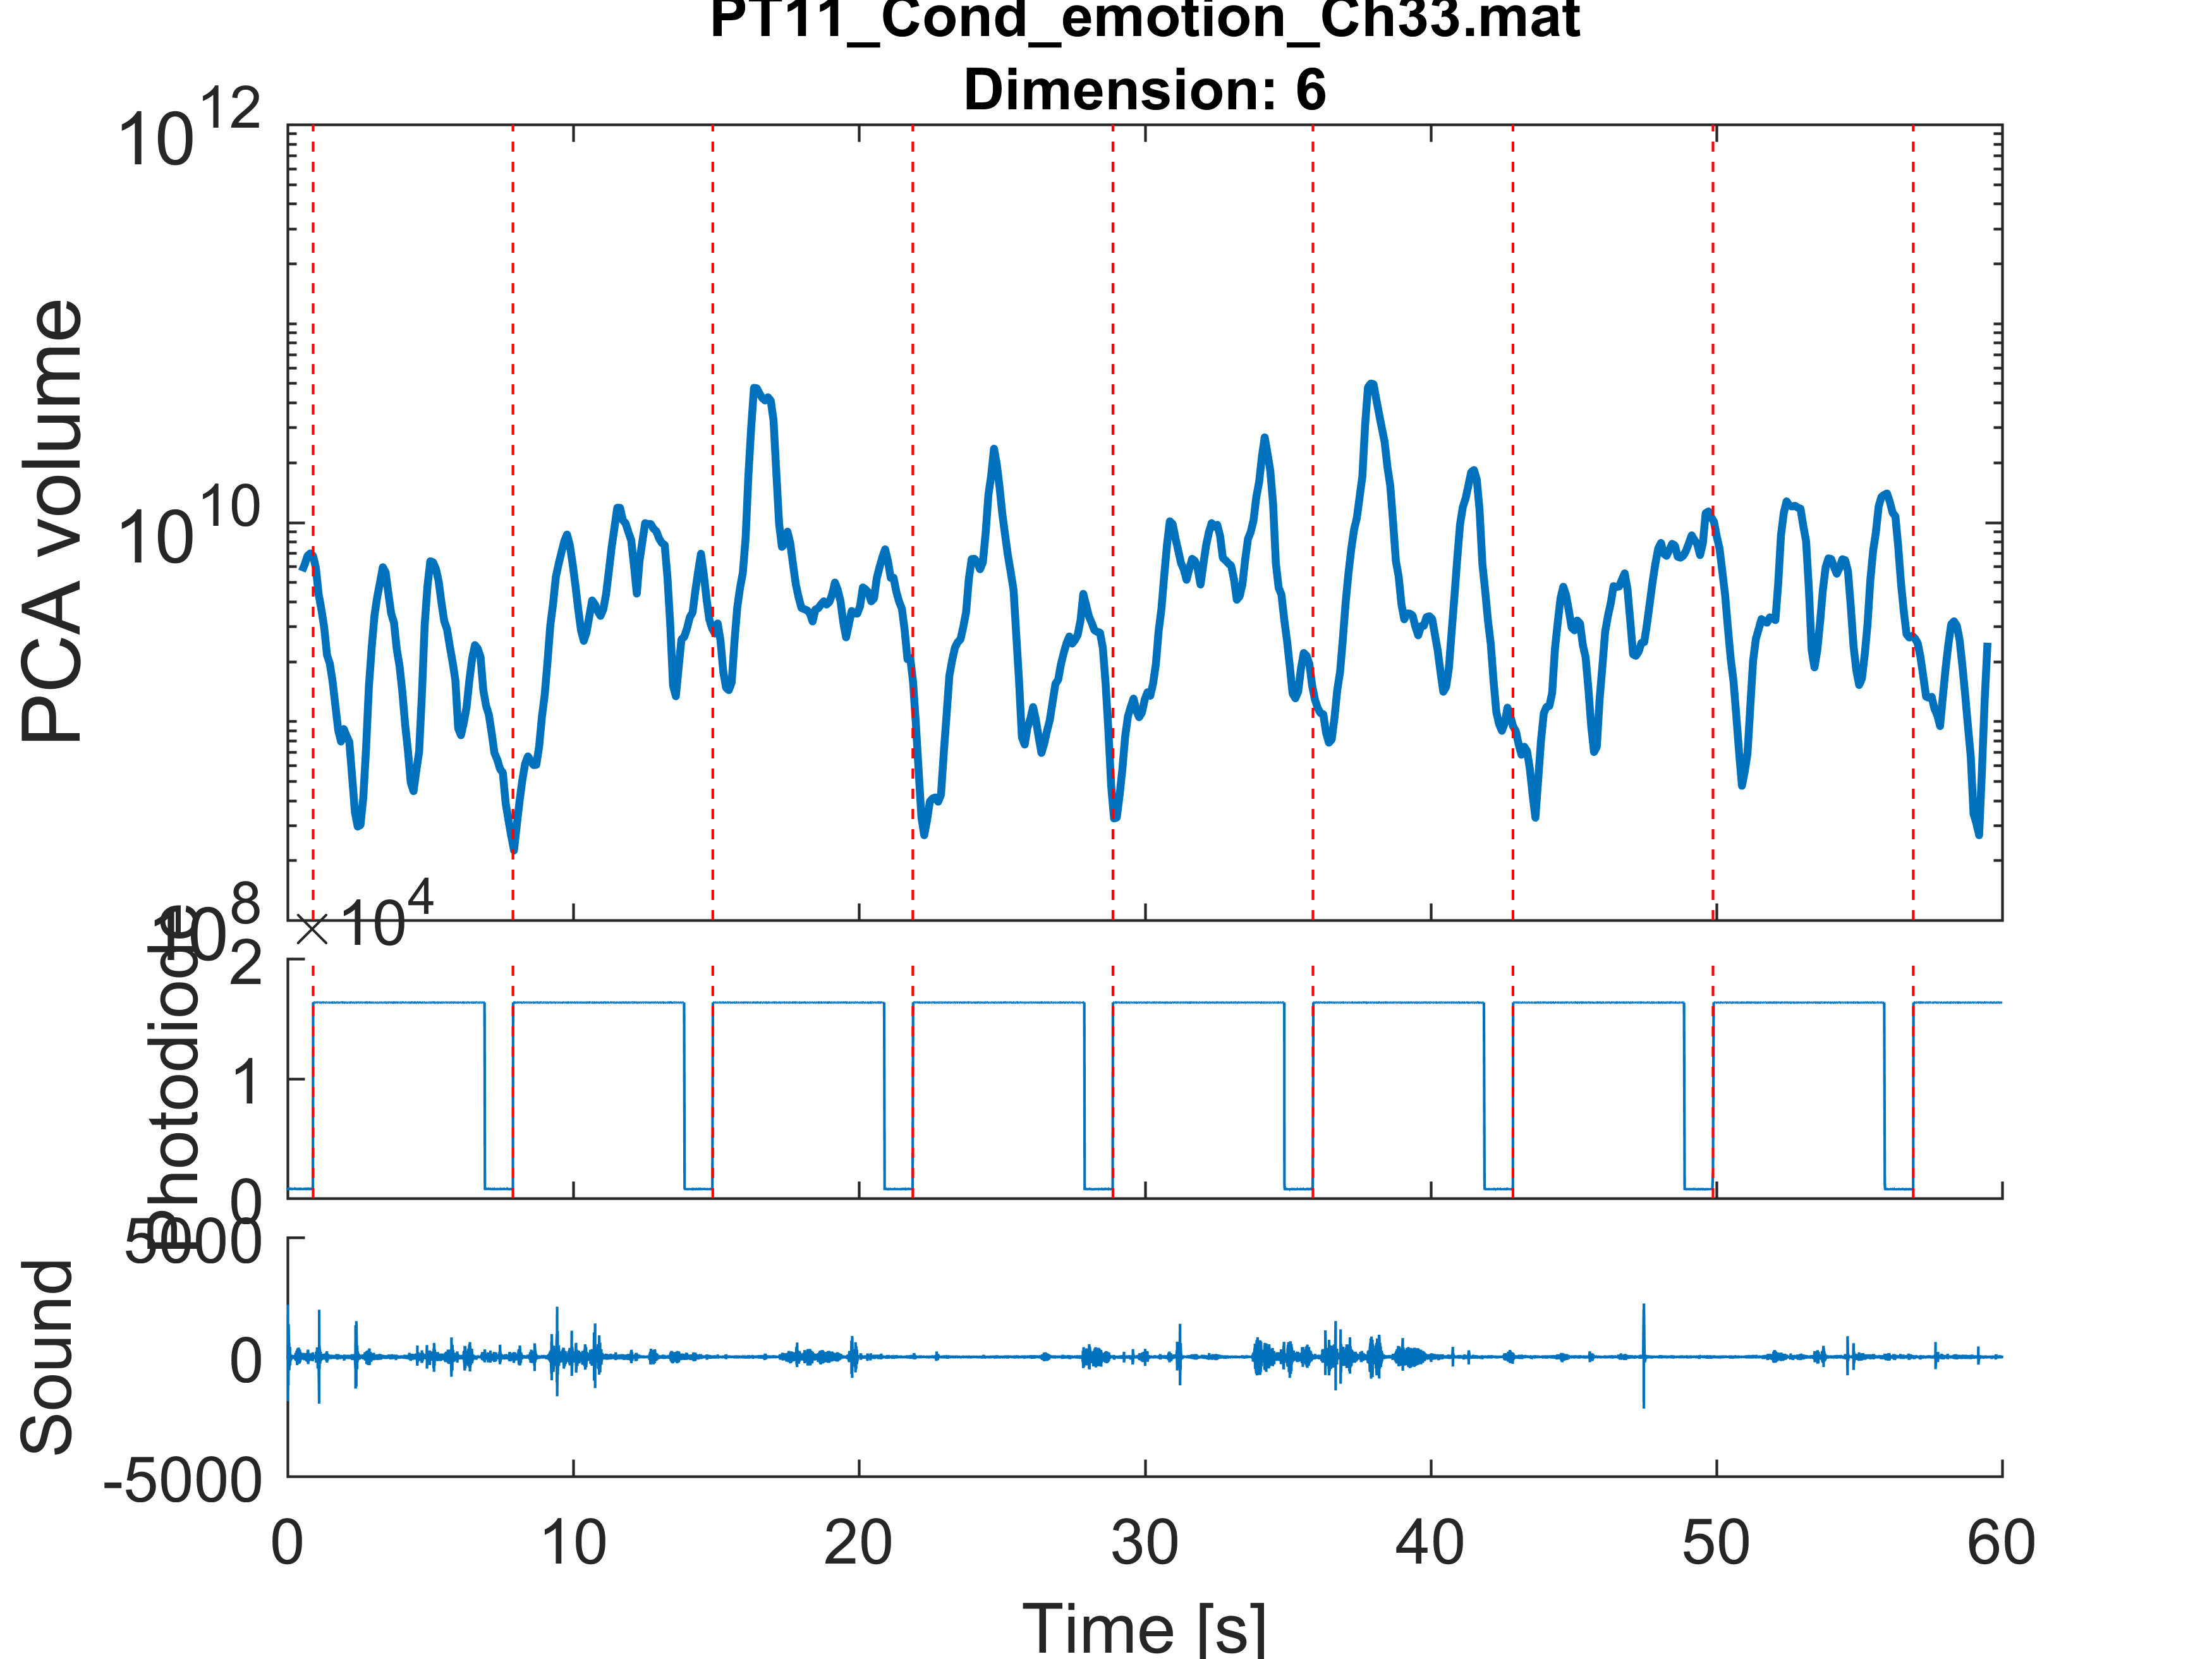 PT11_Cond_emotion_Ch33.mat
Dimension: 6
PCA volume
10^12
10^10
10^8
×10^4
Photodiode
2
1
0
Sound
5000
0
-5000
0 10 20 30 40 50 60
Time [s]